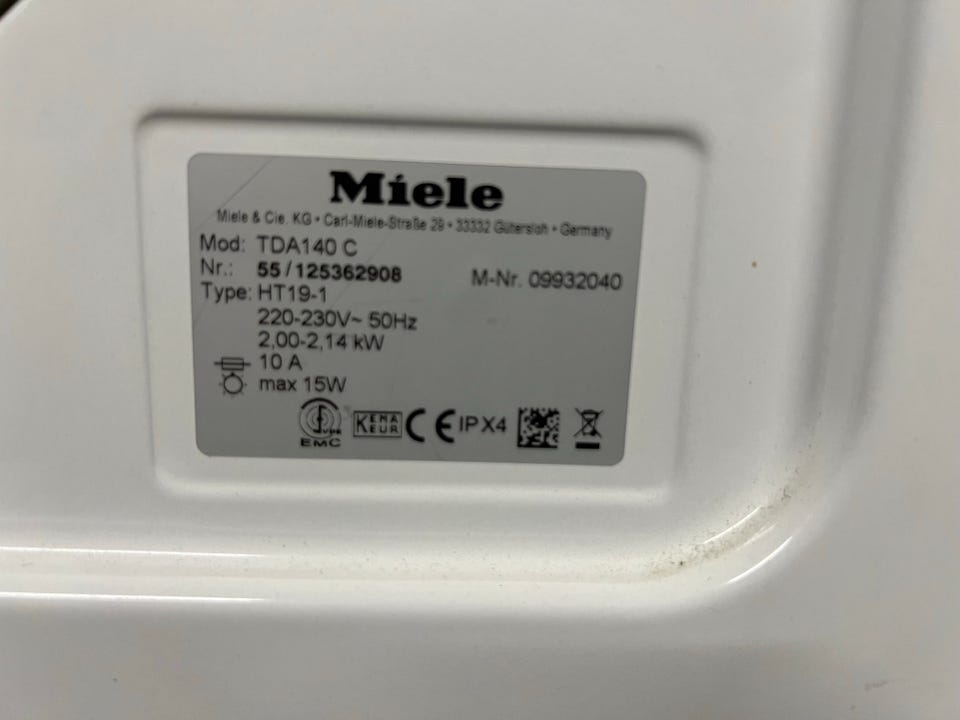 Miele
Miele & Cie. KG • Carl-Miele-Straße 29 • 33332 Gütersloh • Germany
Mod: TDA140 C
Nr.: 55/125362908 M-Nr. 09932040
Type: HT19-1
220-230V~ 50Hz
2,00-2,14 kW
10 A
max 15W
EMC KEMA KEUR CE IPX4